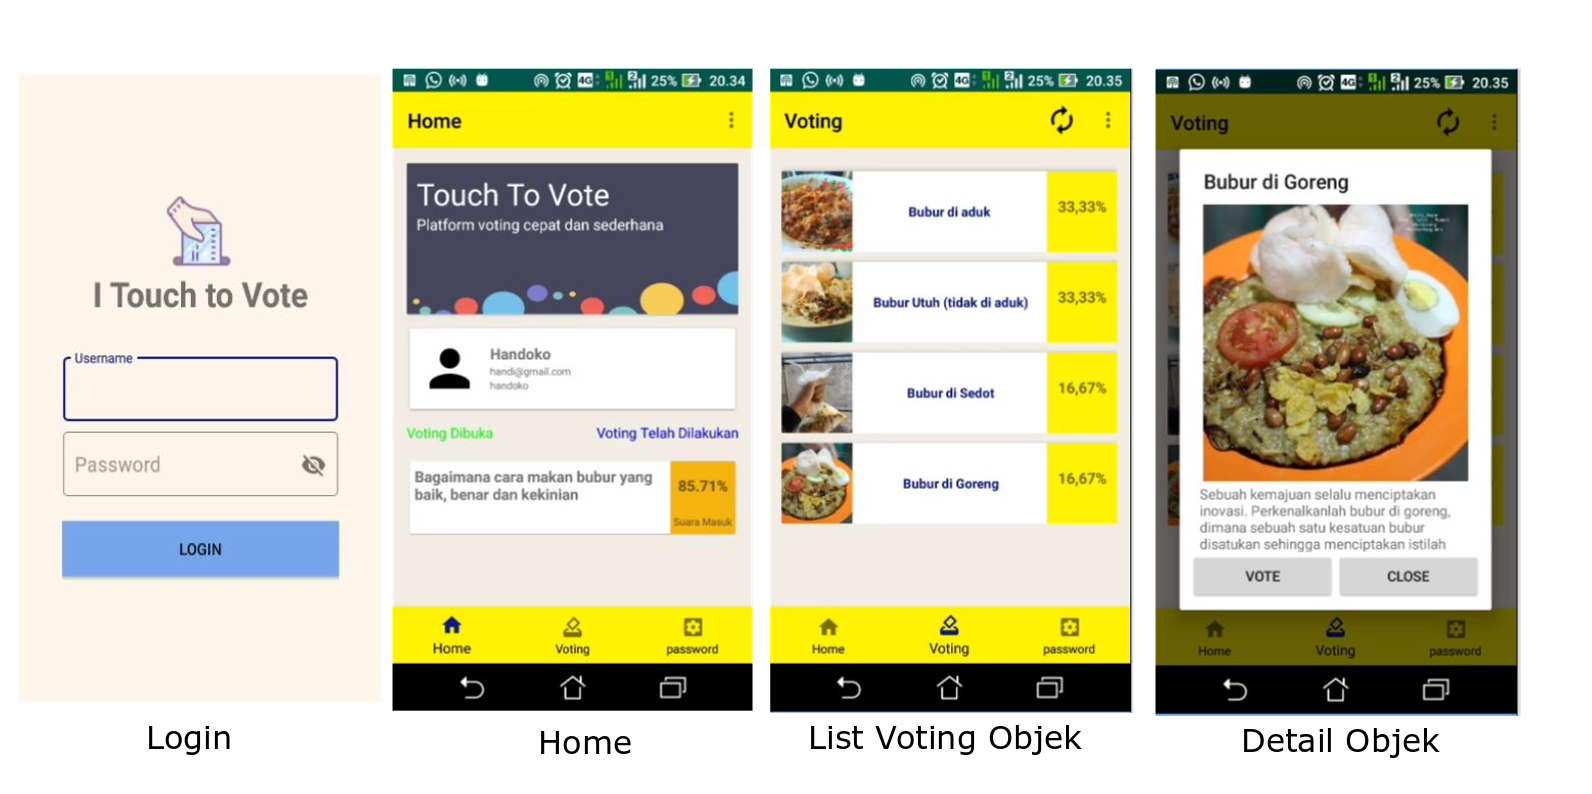 I Touch to Vote
Username
Password
LOGIN
Login
4G 25% 20.34
Home
Touch To Vote
Platform voting cepat dan sederhana
Handoko
handi@gmail.com
handoko
Voting Dibuka
Voting Telah Dilakukan
Bagaimana cara makan bubur yang
baik, benar dan kekinian
85.71%
Suara Masuk
Home
Voting
password
Home
4G 25% 20.35
Voting
Bubur di aduk
33,33%
Bubur Utuh (tidak di aduk)
33,33%
Bubur di Sedot
16,67%
Bubur di Goreng
16,67%
Home
Voting
password
List Voting Objek
4G 25% 20.35
Voting
Bubur di Goreng
Sebuah kemajuan selalu menciptakan
inovasi. Perkenalkanlah bubur di goreng,
dimana sebuah satu kesatuan bubur
disatukan sehingga menciptakan istilah
VOTE
CLOSE
Home
Voting
password
Detail Objek